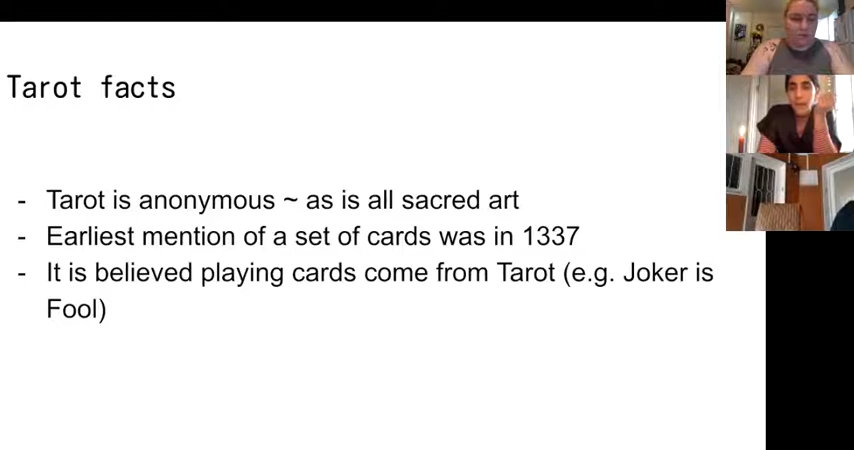 Tarot facts
- Tarot is anonymous ~ as is all sacred art
- Earliest mention of a set of cards was in 1337
- It is believed playing cards come from Tarot (e.g. Joker is
Fool)